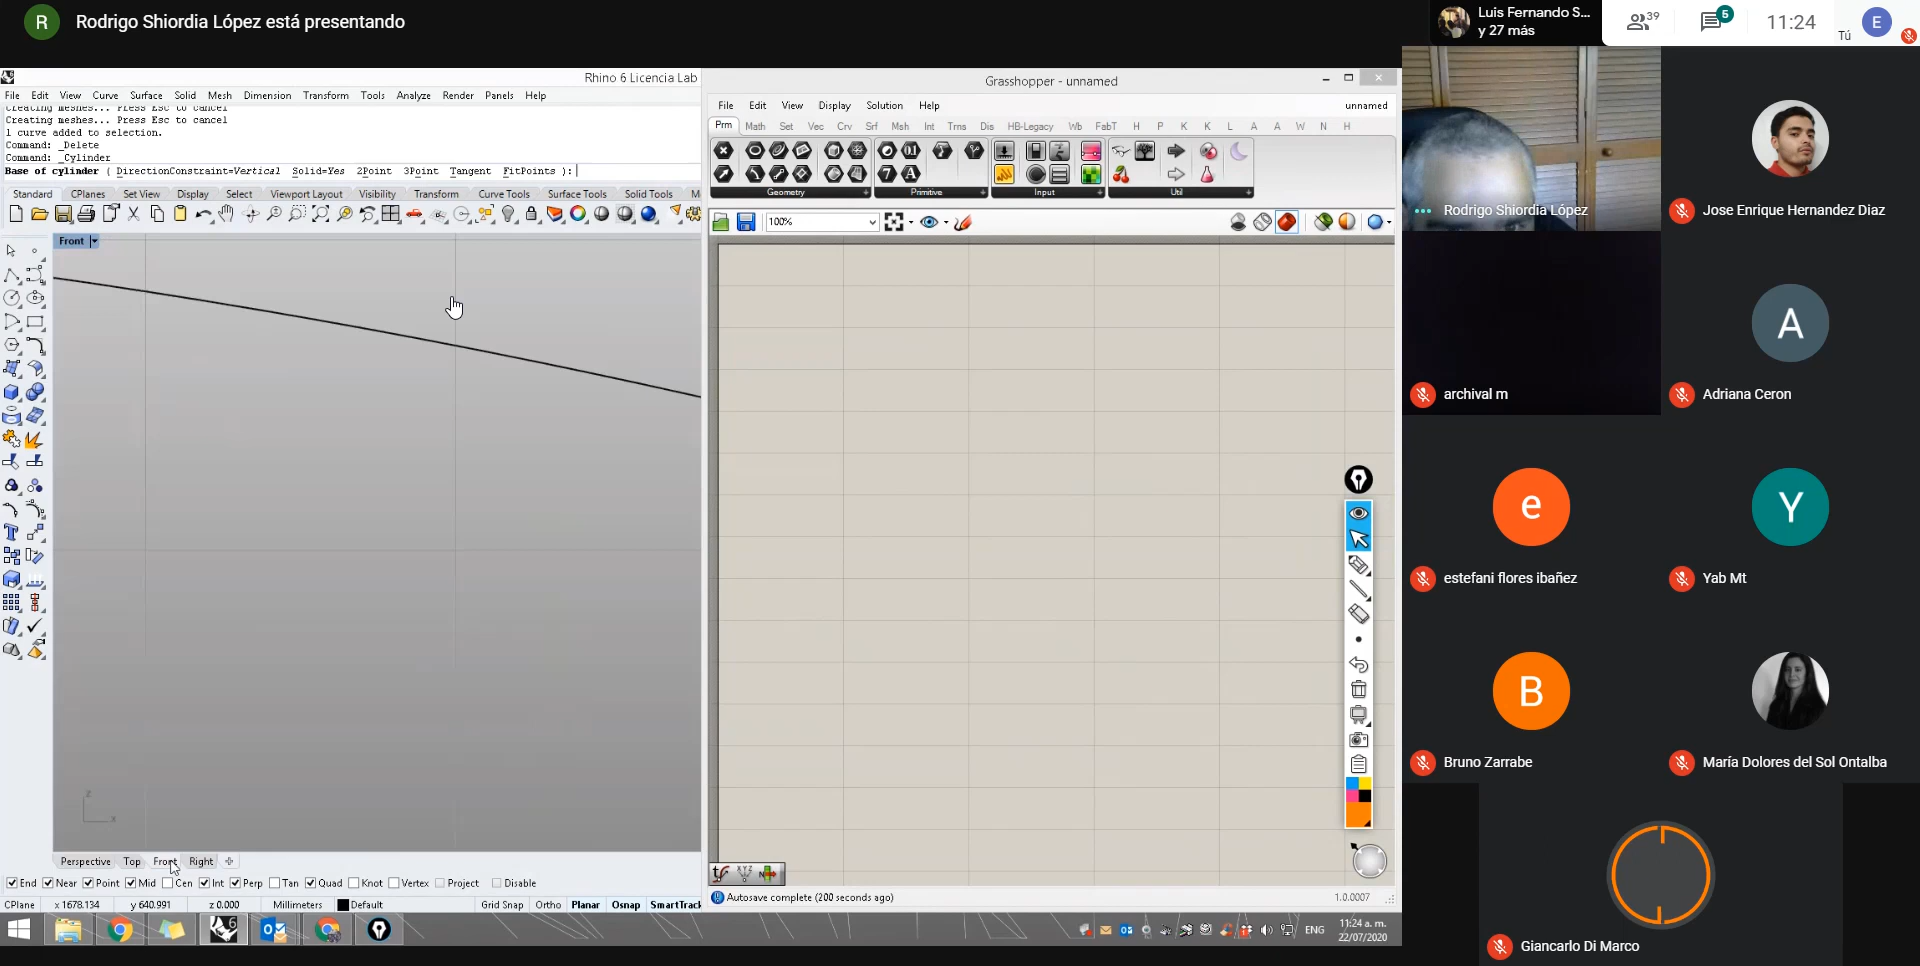 R Rodrigo Shiordia López está presentando
Luis Fernando S...
y 27 más
39
5
11:24
Tú
E
Rhino 6 Licencia Lab
File Edit View Curve Surface Solid Mesh Dimension Transform Tools Analyze Render Panels Help
Creating meshes... Press Esc to cancel
Creating meshes... Press Esc to cancel
1 curve added to selection.
Command: _Delete
Command: _Cylinder
Base of cylinder ( DirectionConstraint=Vertical Solid=Yes 2Point 3Point Tangent FitPoints ):
Standard CPlanes Set View Display Select Viewport Layout Visibility Transform Curve Tools Surface Tools Solid Tools M
Front
z
x
Perspective Top Front Right
End Near Point Mid Cen Int Perp Tan Quad Knot Vertex Project Disable
CPlane x 1678.134 y 640.991 z 0.000 Millimeters Default Grid Snap Ortho Planar Osnap SmartTrack
Grasshopper - unnamed
File Edit View Display Solution Help
unnamed
Prm Math Set Vec Crv Srf Msh Int Trns Dis HB-Legacy Wb FabT H P K K L A A W N H
Geometry Primitive Input Util
100%
Autosave complete (200 seconds ago)
1.0.0007
ENG
11:24 a. m.
22/07/2020
Rodrigo Shiordia López
Jose Enrique Hernandez Diaz
archival m
A
Adriana Ceron
e
estefani flores ibañez
Y
Yab Mt
B
Bruno Zarrabe
María Dolores del Sol Ontalba
Giancarlo Di Marco